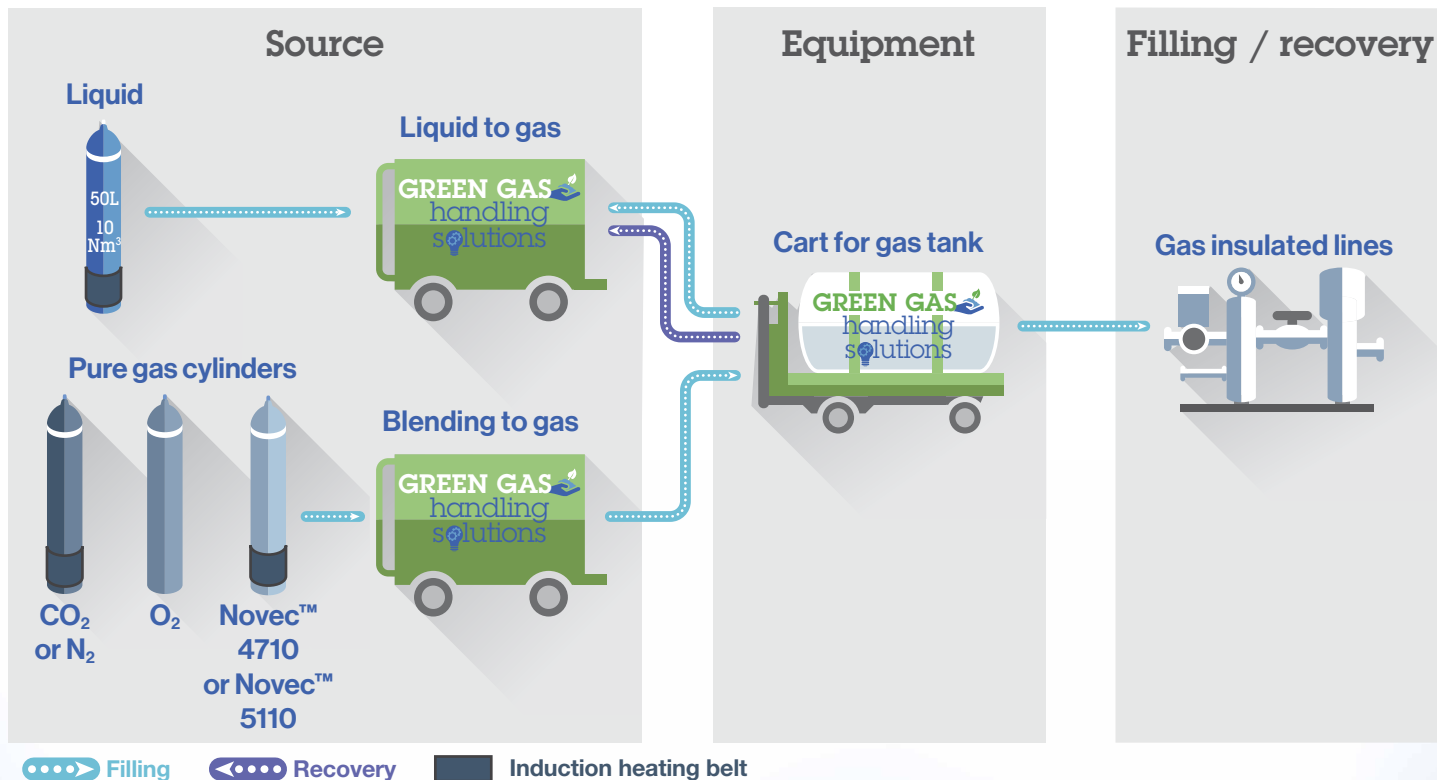 Source
Liquid
50L
10
Nm³
Liquid to gas
GREEN GAS
handling
solutions
Pure gas cylinders
CO₂
or N₂
O₂
Novec™
4710
or Novec™
5110
Blending to gas
GREEN GAS
handling
solutions
Equipment
Cart for gas tank
GREEN GAS
handling
solutions
Filling / recovery
Gas insulated lines
Filling
Recovery
Induction heating belt